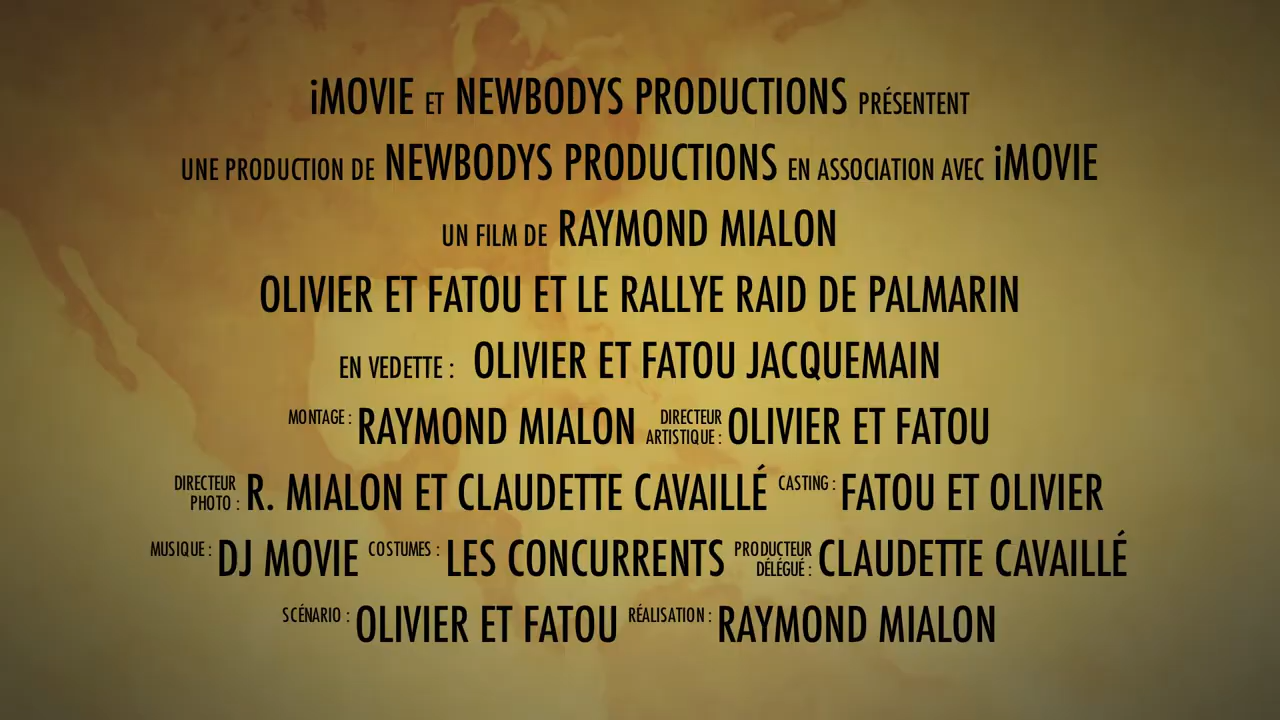 iMOVIE ET NEWBODYS PRODUCTIONS PRÉSENTENT
UNE PRODUCTION DE NEWBODYS PRODUCTIONS EN ASSOCIATION AVEC iMOVIE
UN FILM DE RAYMOND MIALON
OLIVIER ET FATOU ET LE RALLYE RAID DE PALMARIN
EN VEDETTE : OLIVIER ET FATOU JACQUEMAIN
MONTAGE : RAYMOND MIALON DIRECTEUR ARTISTIQUE : OLIVIER ET FATOU
DIRECTEUR PHOTO : R. MIALON ET CLAUDETTE CAVAILLÉ CASTING : FATOU ET OLIVIER
MUSIQUE : DJ MOVIE COSTUMES : LES CONCURRENTS PRODUCTEUR DÉLÉGUÉ : CLAUDETTE CAVAILLÉ
SCÉNARIO : OLIVIER ET FATOU RÉALISATION : RAYMOND MIALON